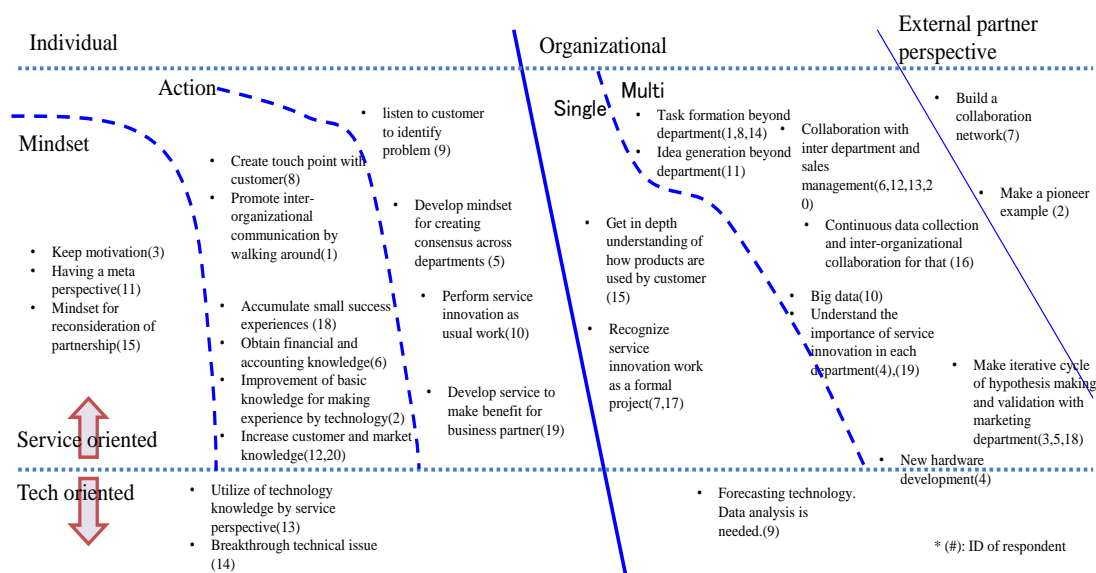 Individual
Organizational
External partner
perspective
Action
Mindset
Single
Multi
• Keep motivation(3)
• Having a meta
perspective(11)
• Mindset for
reconsideration of
partnership(15)
• Create touch point with
customer(8)
• Promote inter-
organizational
communication by
walking around(1)
• Accumulate small success
experiences (18)
• Obtain financial and
accounting knowledge(6)
• Improvement of basic
knowledge for making
experience by technology(2)
• Increase customer and market
knowledge(12,20)
• listen to customer
to identify
problem (9)
• Develop mindset
for creating
consensus across
departments (5)
• Perform service
innovation as
usual work(10)
• Develop service to
make benefit for
business partner(19)
• Get in depth
understanding of
how products are
used by customer
(15)
• Recognize
service
innovation work
as a formal
project(7,17)
• Task formation beyond
department(1,8,14)
• Idea generation beyond
department(11)
• Collaboration with
inter department and
sales
management(6,12,13,2
0)
• Continuous data collection
and inter-organizational
collaboration for that (16)
• Big data(10)
• Understand the
importance of service
innovation in each
department(4),(19)
• Build a
collaboration
network(7)
• Make a pioneer
example (2)
• Make iterative cycle
of hypothesis making
and validation with
marketing
department(3,5,18)
• New hardware
development(4)
Service oriented
Tech oriented
• Utilize of technology
knowledge by service
perspective(13)
• Breakthrough technical issue
(14)
• Forecasting technology.
Data analysis is
needed.(9)
* (#): ID of respondent